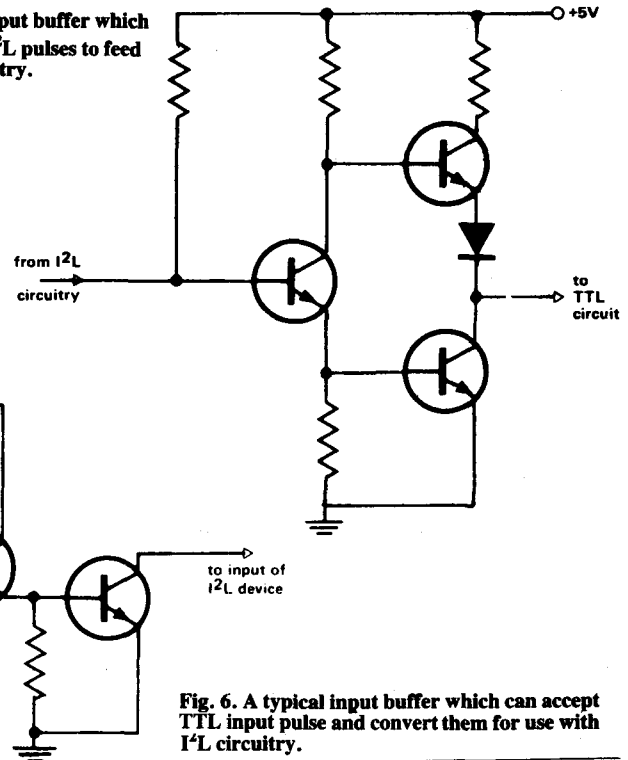 put buffer which
²L pulses to feed
try.
+5V
from I²L
circuitry
to
TTL
circuit
to input of
I²L device
Fig. 6. A typical input buffer which can accept
TTL input pulse and convert them for use with
I²L circuitry.